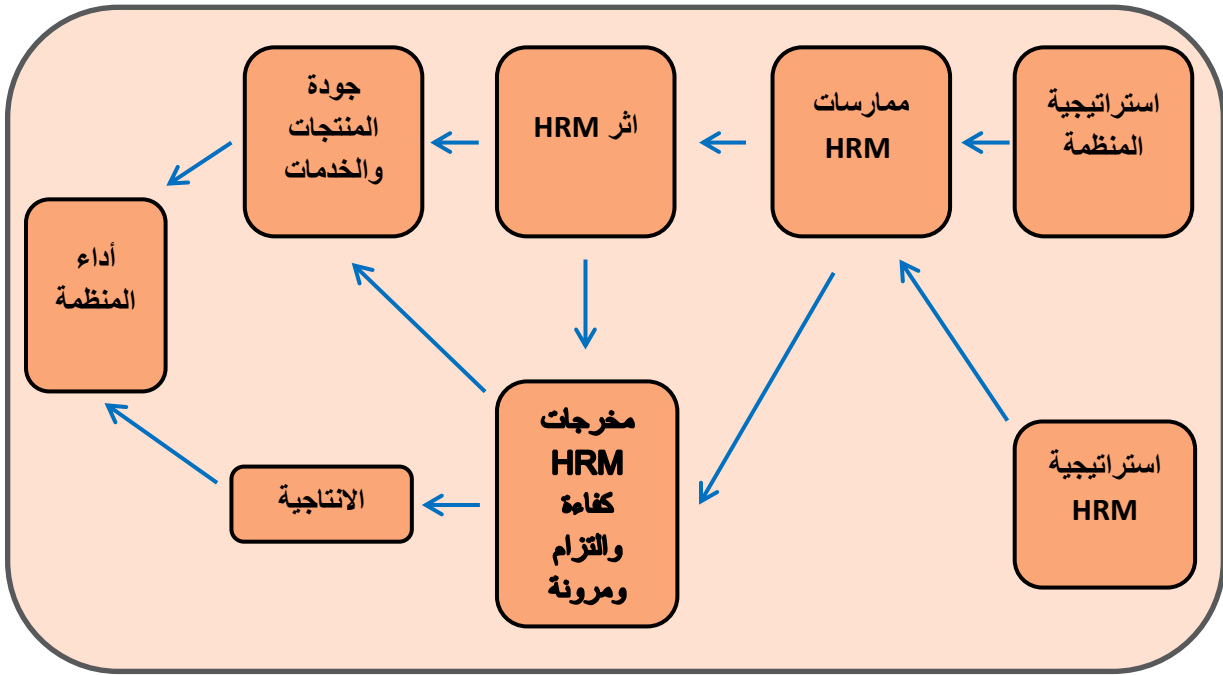 استراتيجية
المنظمة
ممارسات
HRM
اثر HRM
جودة
المنتجات
والخدمات
أداء
المنظمة
استراتيجية
HRM
مخرجات
HRM
كفاءة
والتزام
ومرونة
الانتاجية